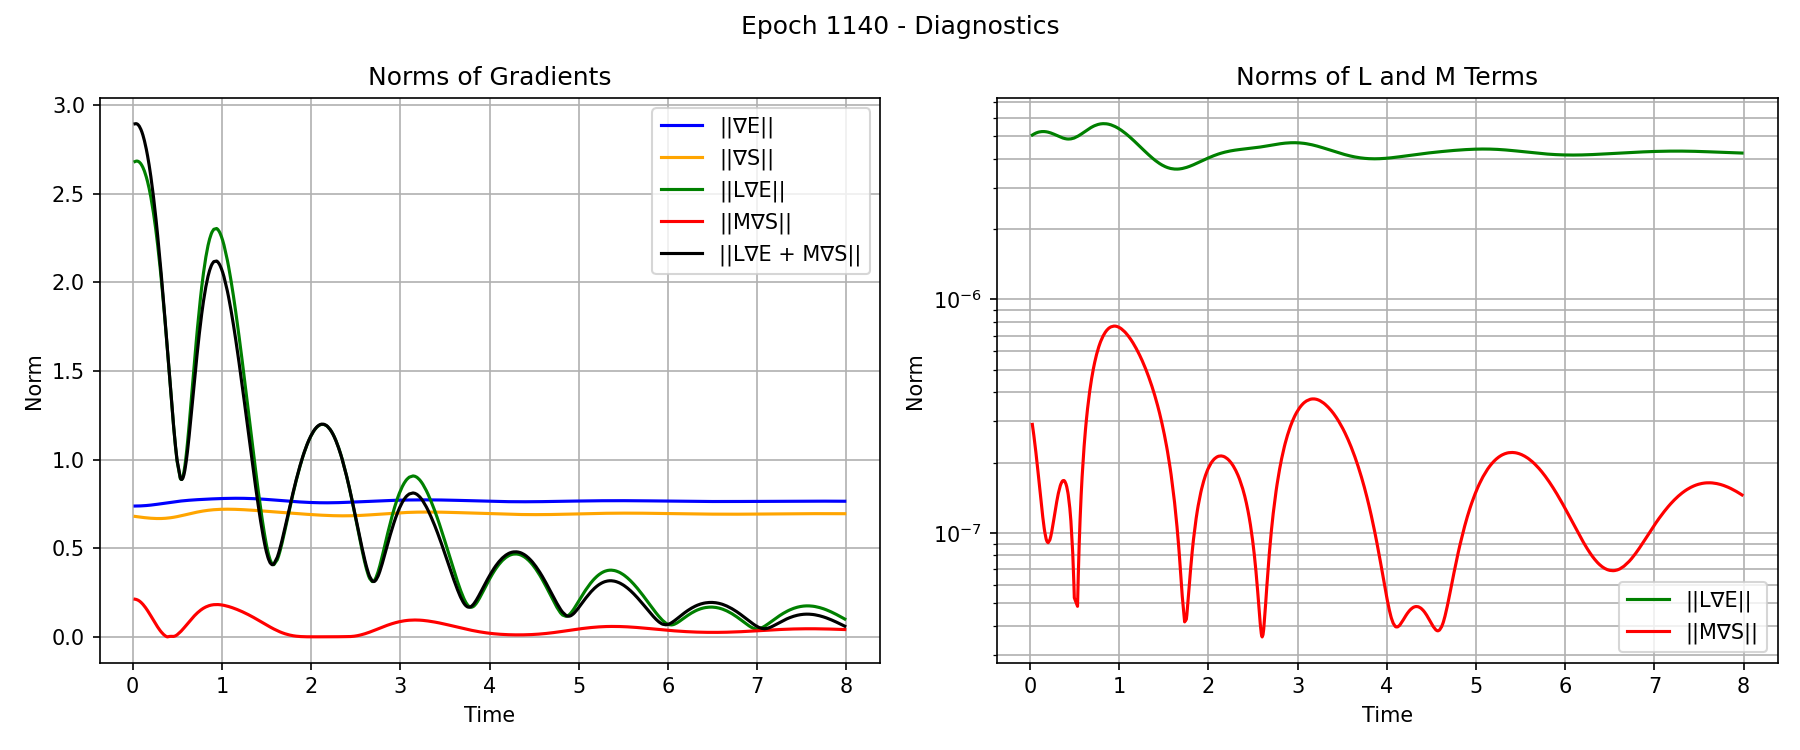 Epoch 1140 - Diagnostics
Norms of Gradients
3.0
2.5
2.0
1.5
1.0
0.5
0.0
Norm
0 1 2 3 4 5 6 7 8
Time
||∇E||
||∇S||
||L∇E||
||M∇S||
||L∇E + M∇S||
Norms of L and M Terms
10⁻⁶
10⁻⁷
Norm
0 1 2 3 4 5 6 7 8
Time
||L∇E||
||M∇S||